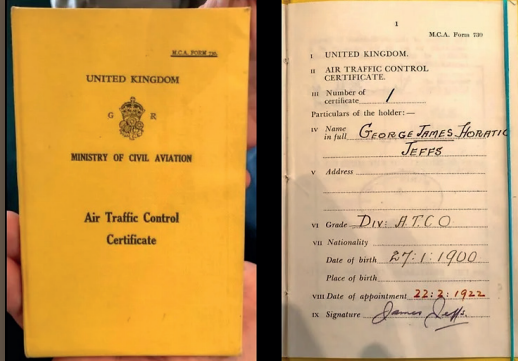 M.C.A. FORM 730.
UNITED KINGDOM
G R
MINISTRY OF CIVIL AVIATION
Air Traffic Control
Certificate
1
M.C.A. Form 730
I UNITED KINGDOM.
II AIR TRAFFIC CONTROL
CERTIFICATE.
III Number of
certificate 1
Particulars of the holder:—
IV Name
in full GEORGE JAMES HORATIO
JEFFS
V Address
VI Grade DIV: A.T.C.O
VII Nationality
Date of birth 27:1:1900
Place of birth
VIII Date of appointment 22:2:1922
IX Signature James Jeffs.